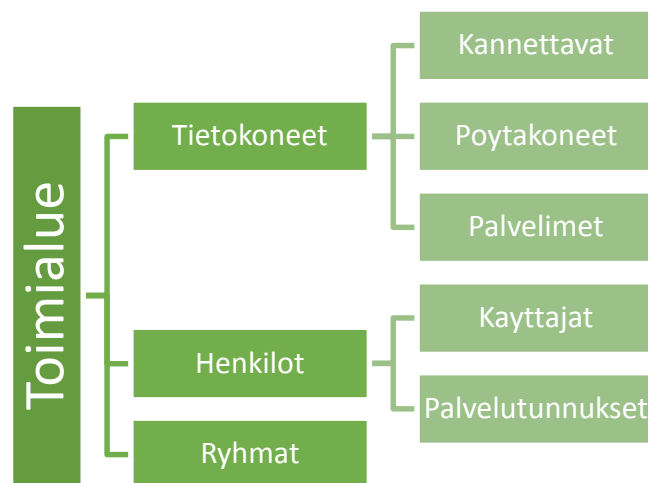 Toimialue
Tietokoneet
Kannettavat
Poytakoneet
Palvelimet
Henkilot
Kayttajat
Palvelutunnukset
Ryhmat